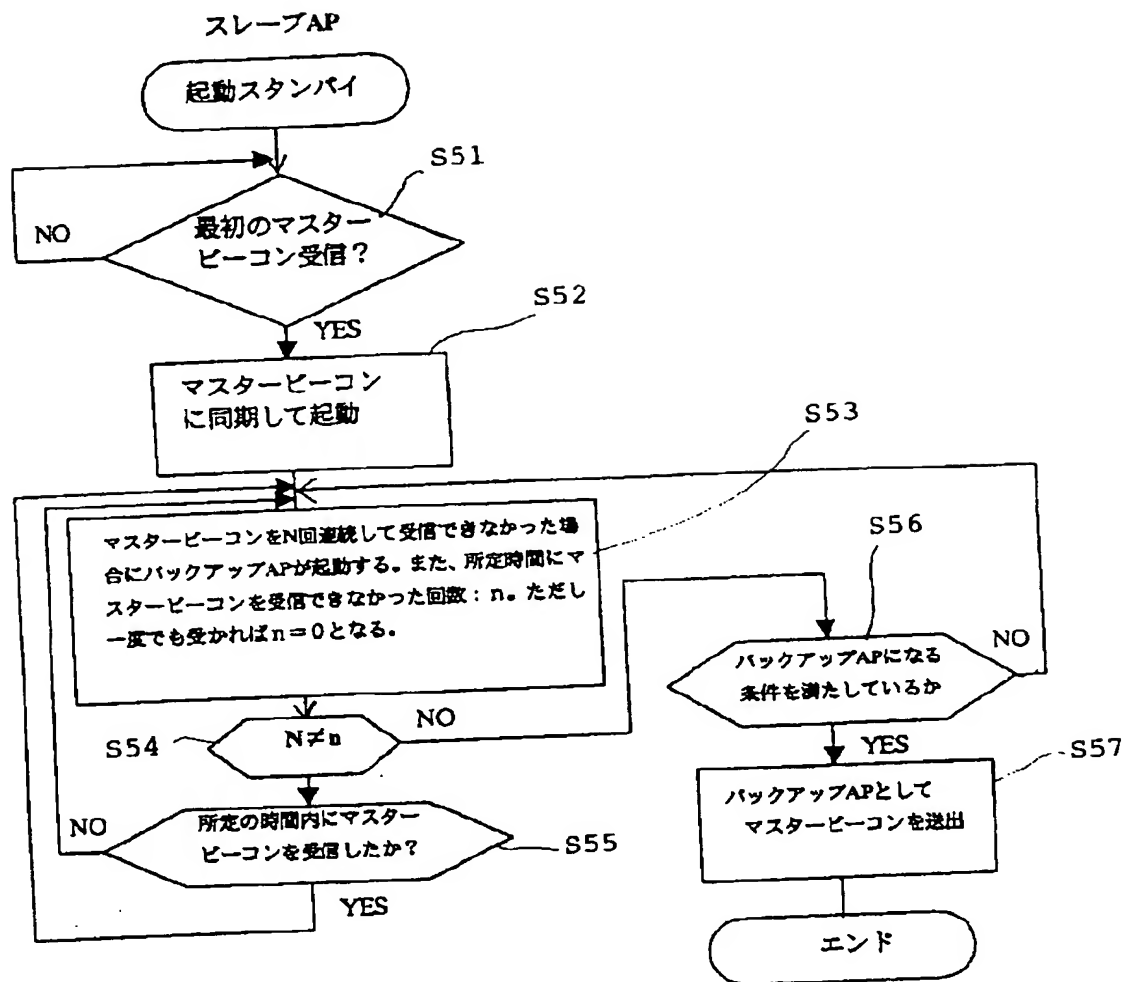 スレーブAP
起動スタンバイ
S51
NO
最初のマスター
ビーコン受信？
YES
S52
マスタービーコン
に同期して起動
S53
マスタービーコンをN回連続して受信できなかった場
合にバックアップAPが起動する。また、所定時間にマ
スタービーコンを受信できなかった回数：n。ただし
一度でも受かればn＝0となる。
S56
バックアップAPになる
条件を満たしているか
NO
S54
N≠n
NO
YES
S57
バックアップAPとして
マスタービーコンを送出
NO
所定の時間内にマスター
ビーコンを受信したか？
S55
YES
エンド